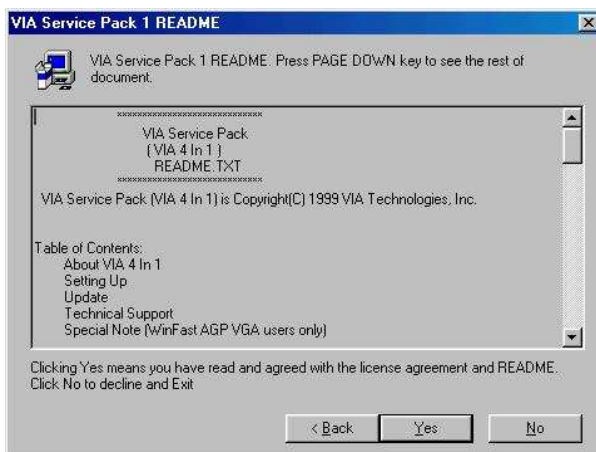 VIA Service Pack 1 README
VIA Service Pack 1 README. Press PAGE DOWN key to see the rest of
document.
xxxxxxxxxxxxxxxxxxxxxxxxxxxx
VIA Service Pack
( VIA 4 In 1 )
README.TXT
xxxxxxxxxxxxxxxxxxxxxxxxxxxx
VIA Service Pack (VIA 4 In 1) is Copyright(C) 1999 VIA Technologies, Inc.
Table of Contents:
About VIA 4 In 1
Setting Up
Update
Technical Support
Special Note (WinFast AGP VGA users only)
Clicking Yes means you have read and agreed with the license agreement and README.
Click No to decline and Exit
< Back
Yes
No